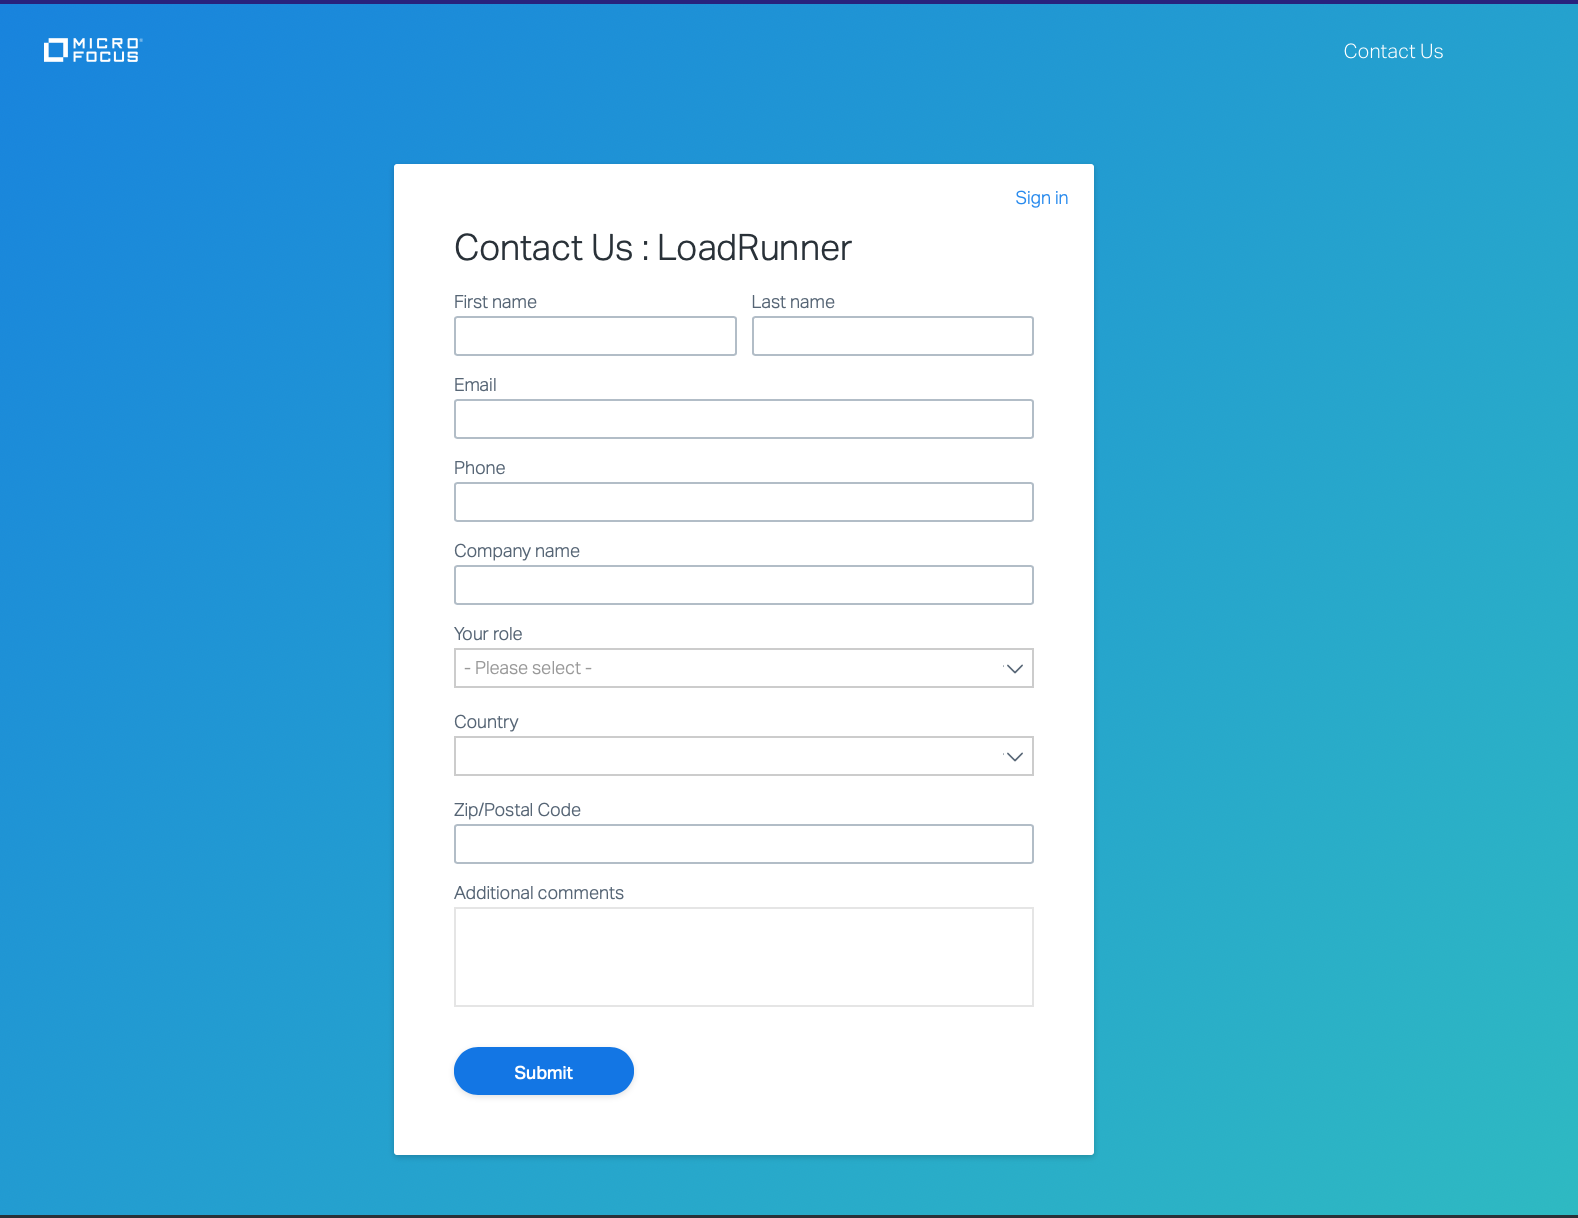 MICRO
FOCUS
Contact Us
Sign in
Contact Us : LoadRunner
First name
Last name
Email
Phone
Company name
Your role
- Please select -
Country
Zip/Postal Code
Additional comments
Submit